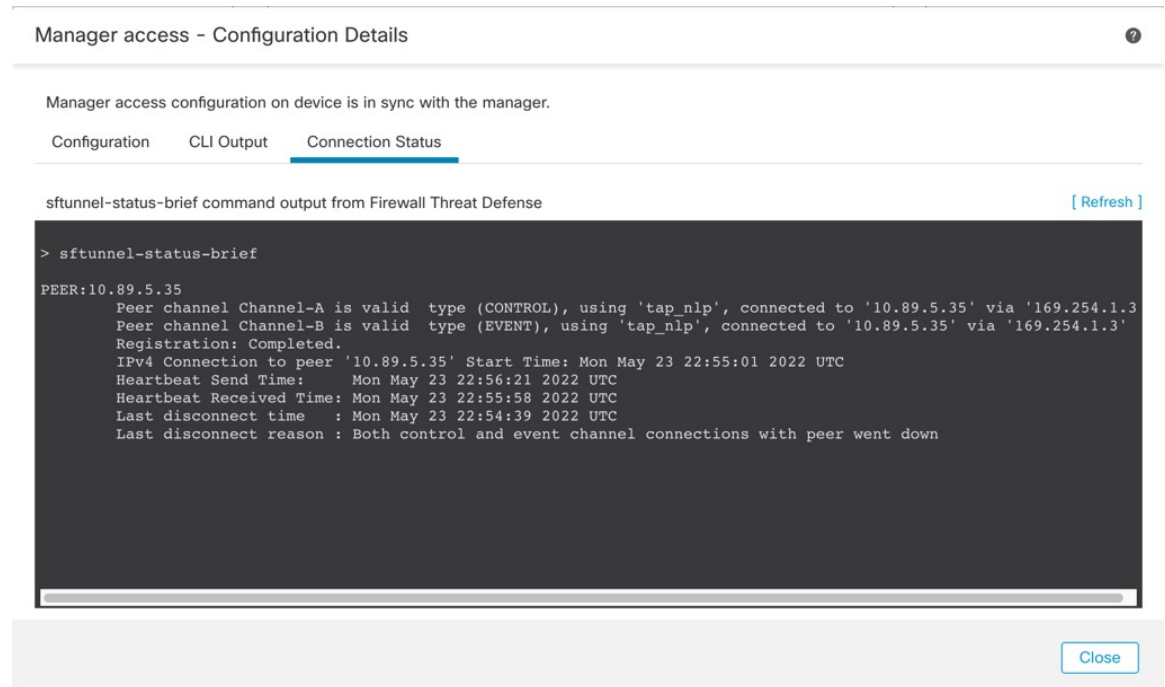 Manager access - Configuration Details
?
Manager access configuration on device is in sync with the manager.
Configuration CLI Output Connection Status
sftunnel-status-brief command output from Firewall Threat Defense [ Refresh ]
> sftunnel-status-brief
PEER:10.89.5.35
Peer channel Channel-A is valid type (CONTROL), using 'tap_nlp', connected to '10.89.5.35' via '169.254.1.3
Peer channel Channel-B is valid type (EVENT), using 'tap_nlp', connected to '10.89.5.35' via '169.254.1.3'
Registration: Completed.
IPv4 Connection to peer '10.89.5.35' Start Time: Mon May 23 22:55:01 2022 UTC
Heartbeat Send Time: Mon May 23 22:56:21 2022 UTC
Heartbeat Received Time: Mon May 23 22:55:58 2022 UTC
Last disconnect time : Mon May 23 22:54:39 2022 UTC
Last disconnect reason : Both control and event channel connections with peer went down
Close